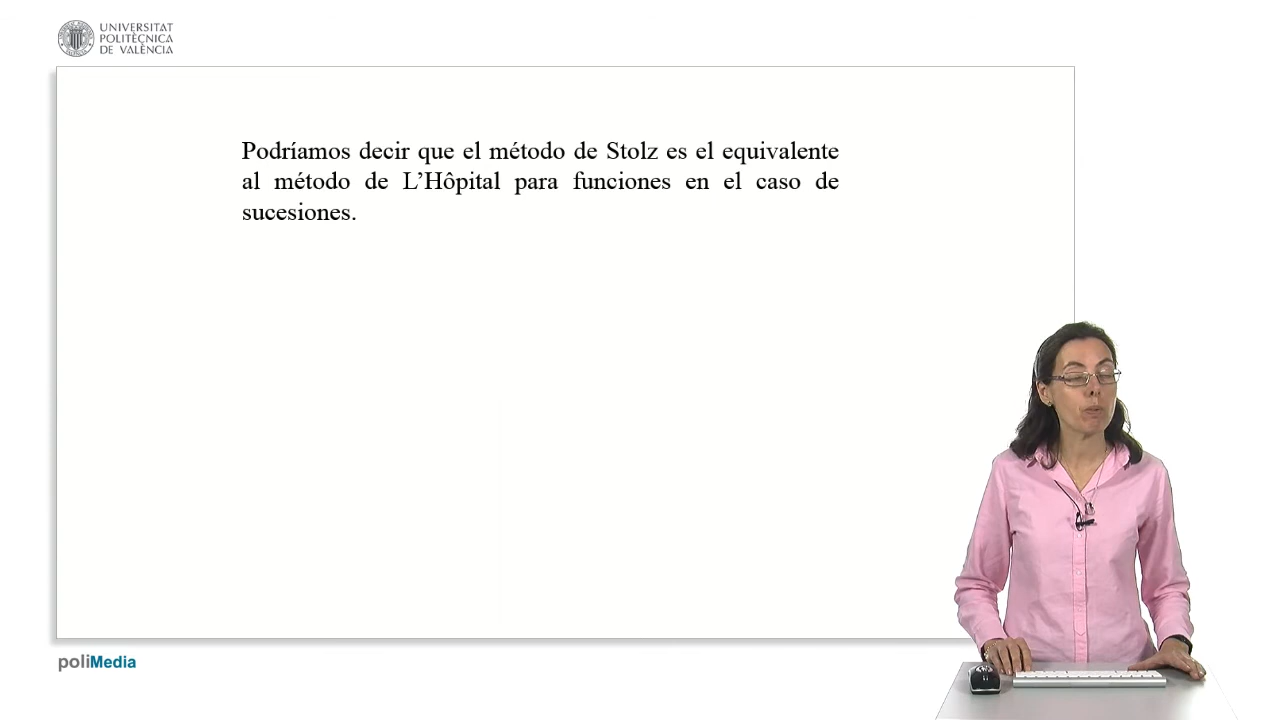 UNIVERSITAT
POLITÈCNICA
DE VALÈNCIA
Podríamos decir que el método de Stolz es el equivalente
al método de L’Hôpital para funciones en el caso de
sucesiones.
poliMedia